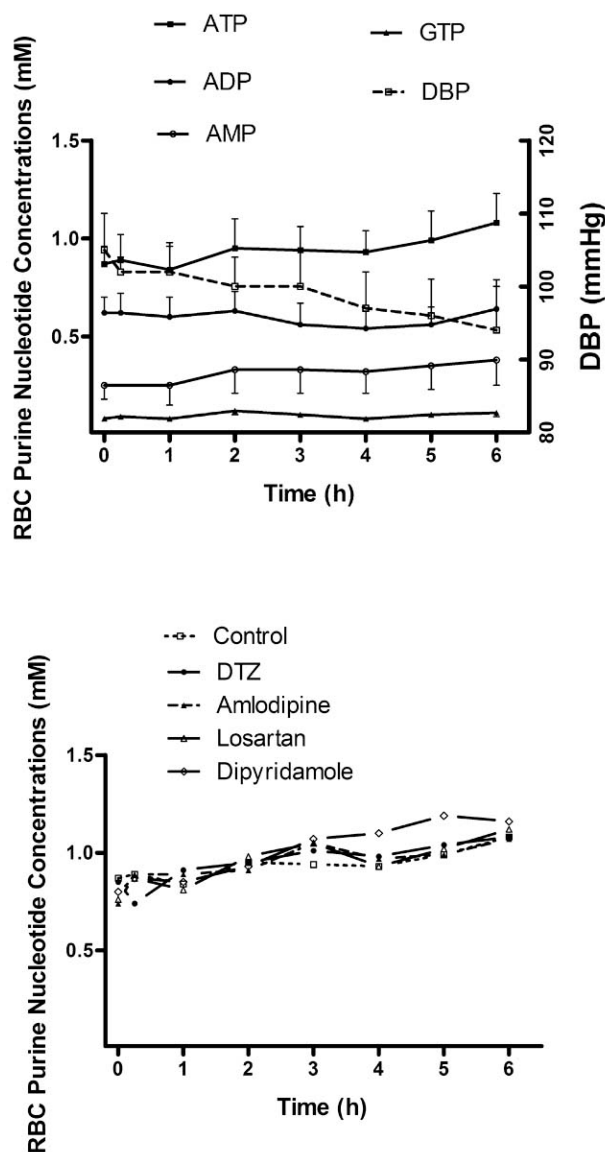 ATP
GTP
ADP
DBP
AMP
RBC Purine Nucleotide Concentrations (mM)
1.5
1.0
0.5
120
110
100
90
80
DBP (mmHg)
0 1 2 3 4 5 6
Time (h)
Control
DTZ
Amlodipine
Losartan
Dipyridamole
RBC Purine Nucleotide Concentrations (mM)
1.5
1.0
0.5
0 1 2 3 4 5 6
Time (h)